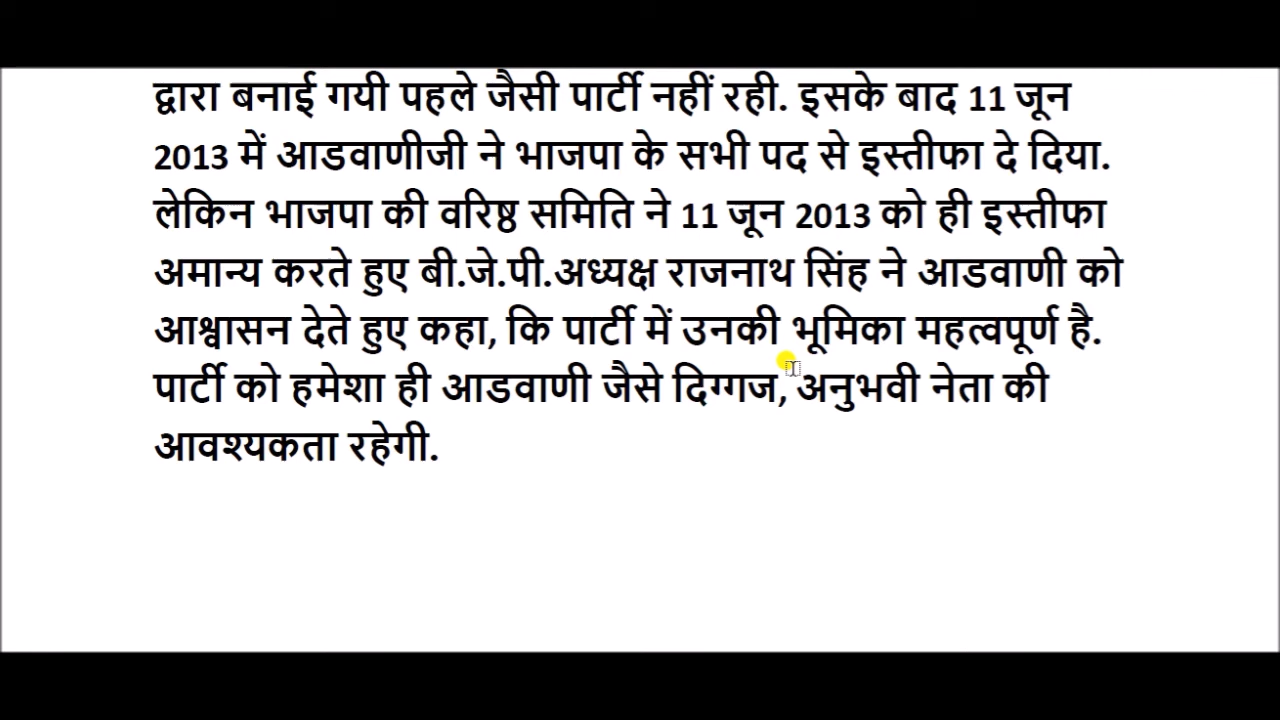 द्वारा बनाई गयी पहले जैसी पार्टी नहीं रही. इसके बाद 11 जून
2013 में आडवाणीजी ने भाजपा के सभी पद से इस्तीफा दे दिया.
लेकिन भाजपा की वरिष्ठ समिति ने 11 जून 2013 को ही इस्तीफा
अमान्य करते हुए बी.जे.पी.अध्यक्ष राजनाथ सिंह ने आडवाणी को
आश्वासन देते हुए कहा, कि पार्टी में उनकी भूमिका महत्वपूर्ण है.
पार्टी को हमेशा ही आडवाणी जैसे दिग्गज, अनुभवी नेता की
आवश्यकता रहेगी.